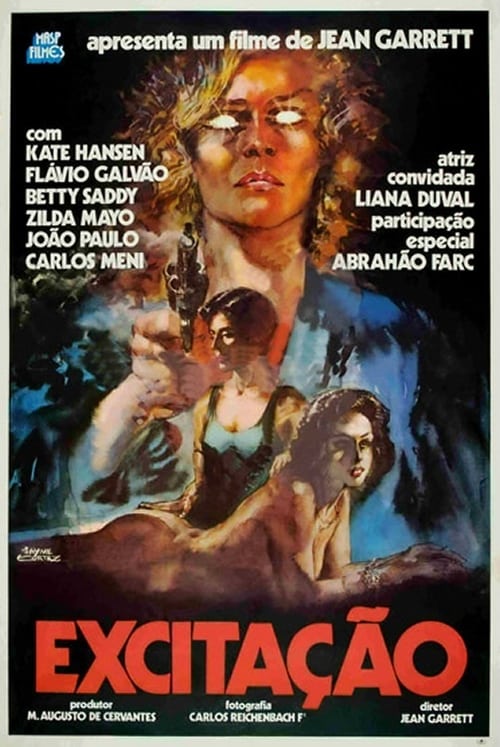 MASP
FILMES
apresenta um filme de JEAN GARRETT
com
KATE HANSEN
FLÁVIO GALVÃO
BETTY SADDY
ZILDA MAYO
JOÃO PAULO
CARLOS MENI
atriz
convidada
LIANA DUVAL
participação
especial
ABRAHÃO FARC
JAYME
CORTEZ
EXCITAÇÃO
produtor
M. AUGUSTO DE CERVANTES
fotografia
CARLOS REICHENBACH Fº
diretor
JEAN GARRETT